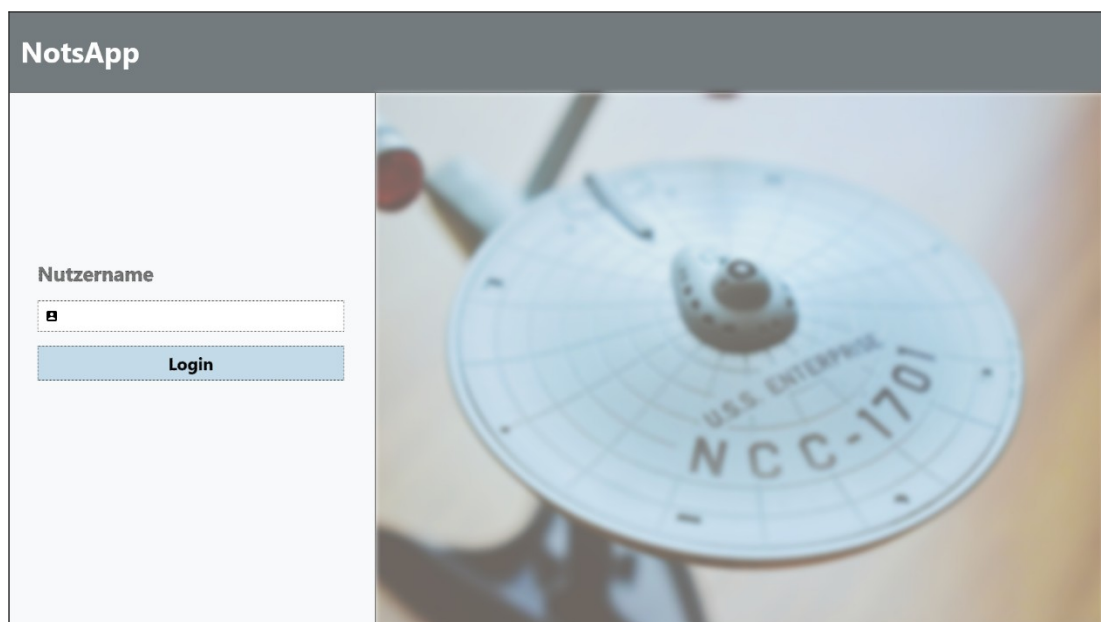 NotsApp
Nutzername
Login
U.S.S. ENTERPRISE
NCC-1701